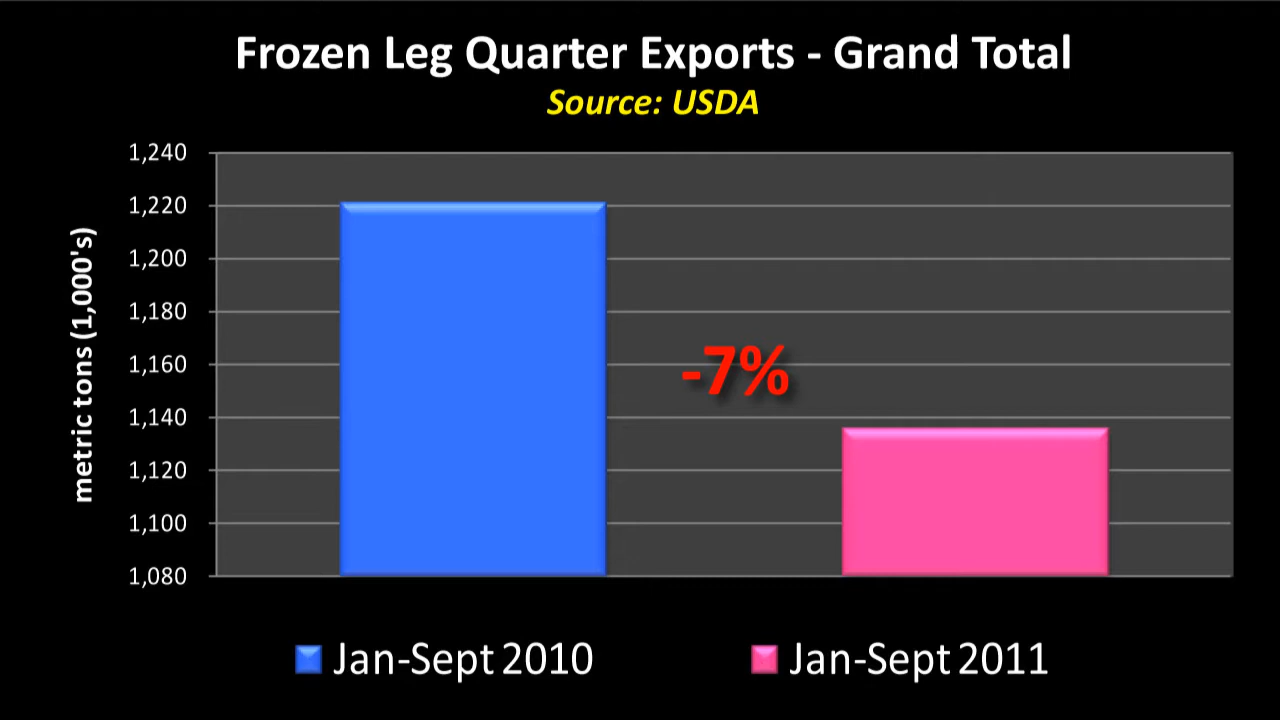 Frozen Leg Quarter Exports - Grand Total
Source: USDA
1,240
1,220
1,200
1,180
1,160
1,140
1,120
1,100
1,080
metric tons (1,000's)
-7%
Jan-Sept 2010
Jan-Sept 2011